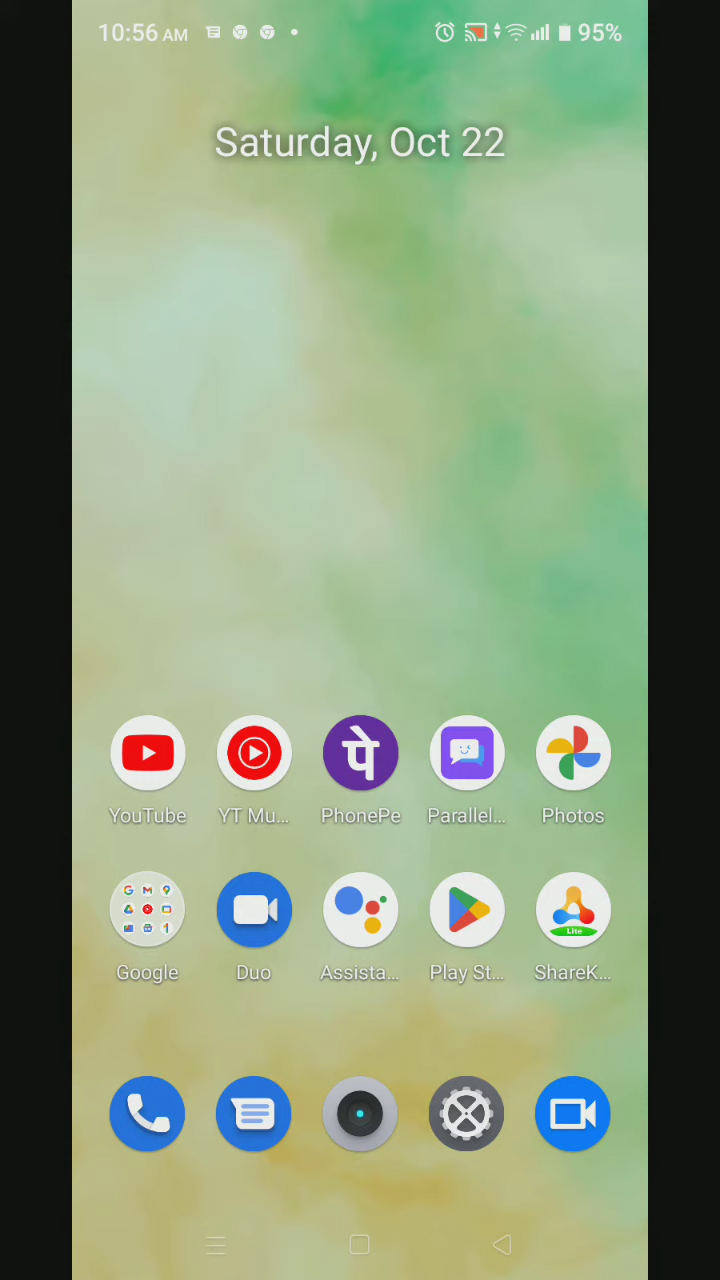 10:56 AM 95%
Saturday, Oct 22
YouTube YT Mu... PhonePe Parallel... Photos
पे
Google Duo Assista... Play St... ShareK...
Lite